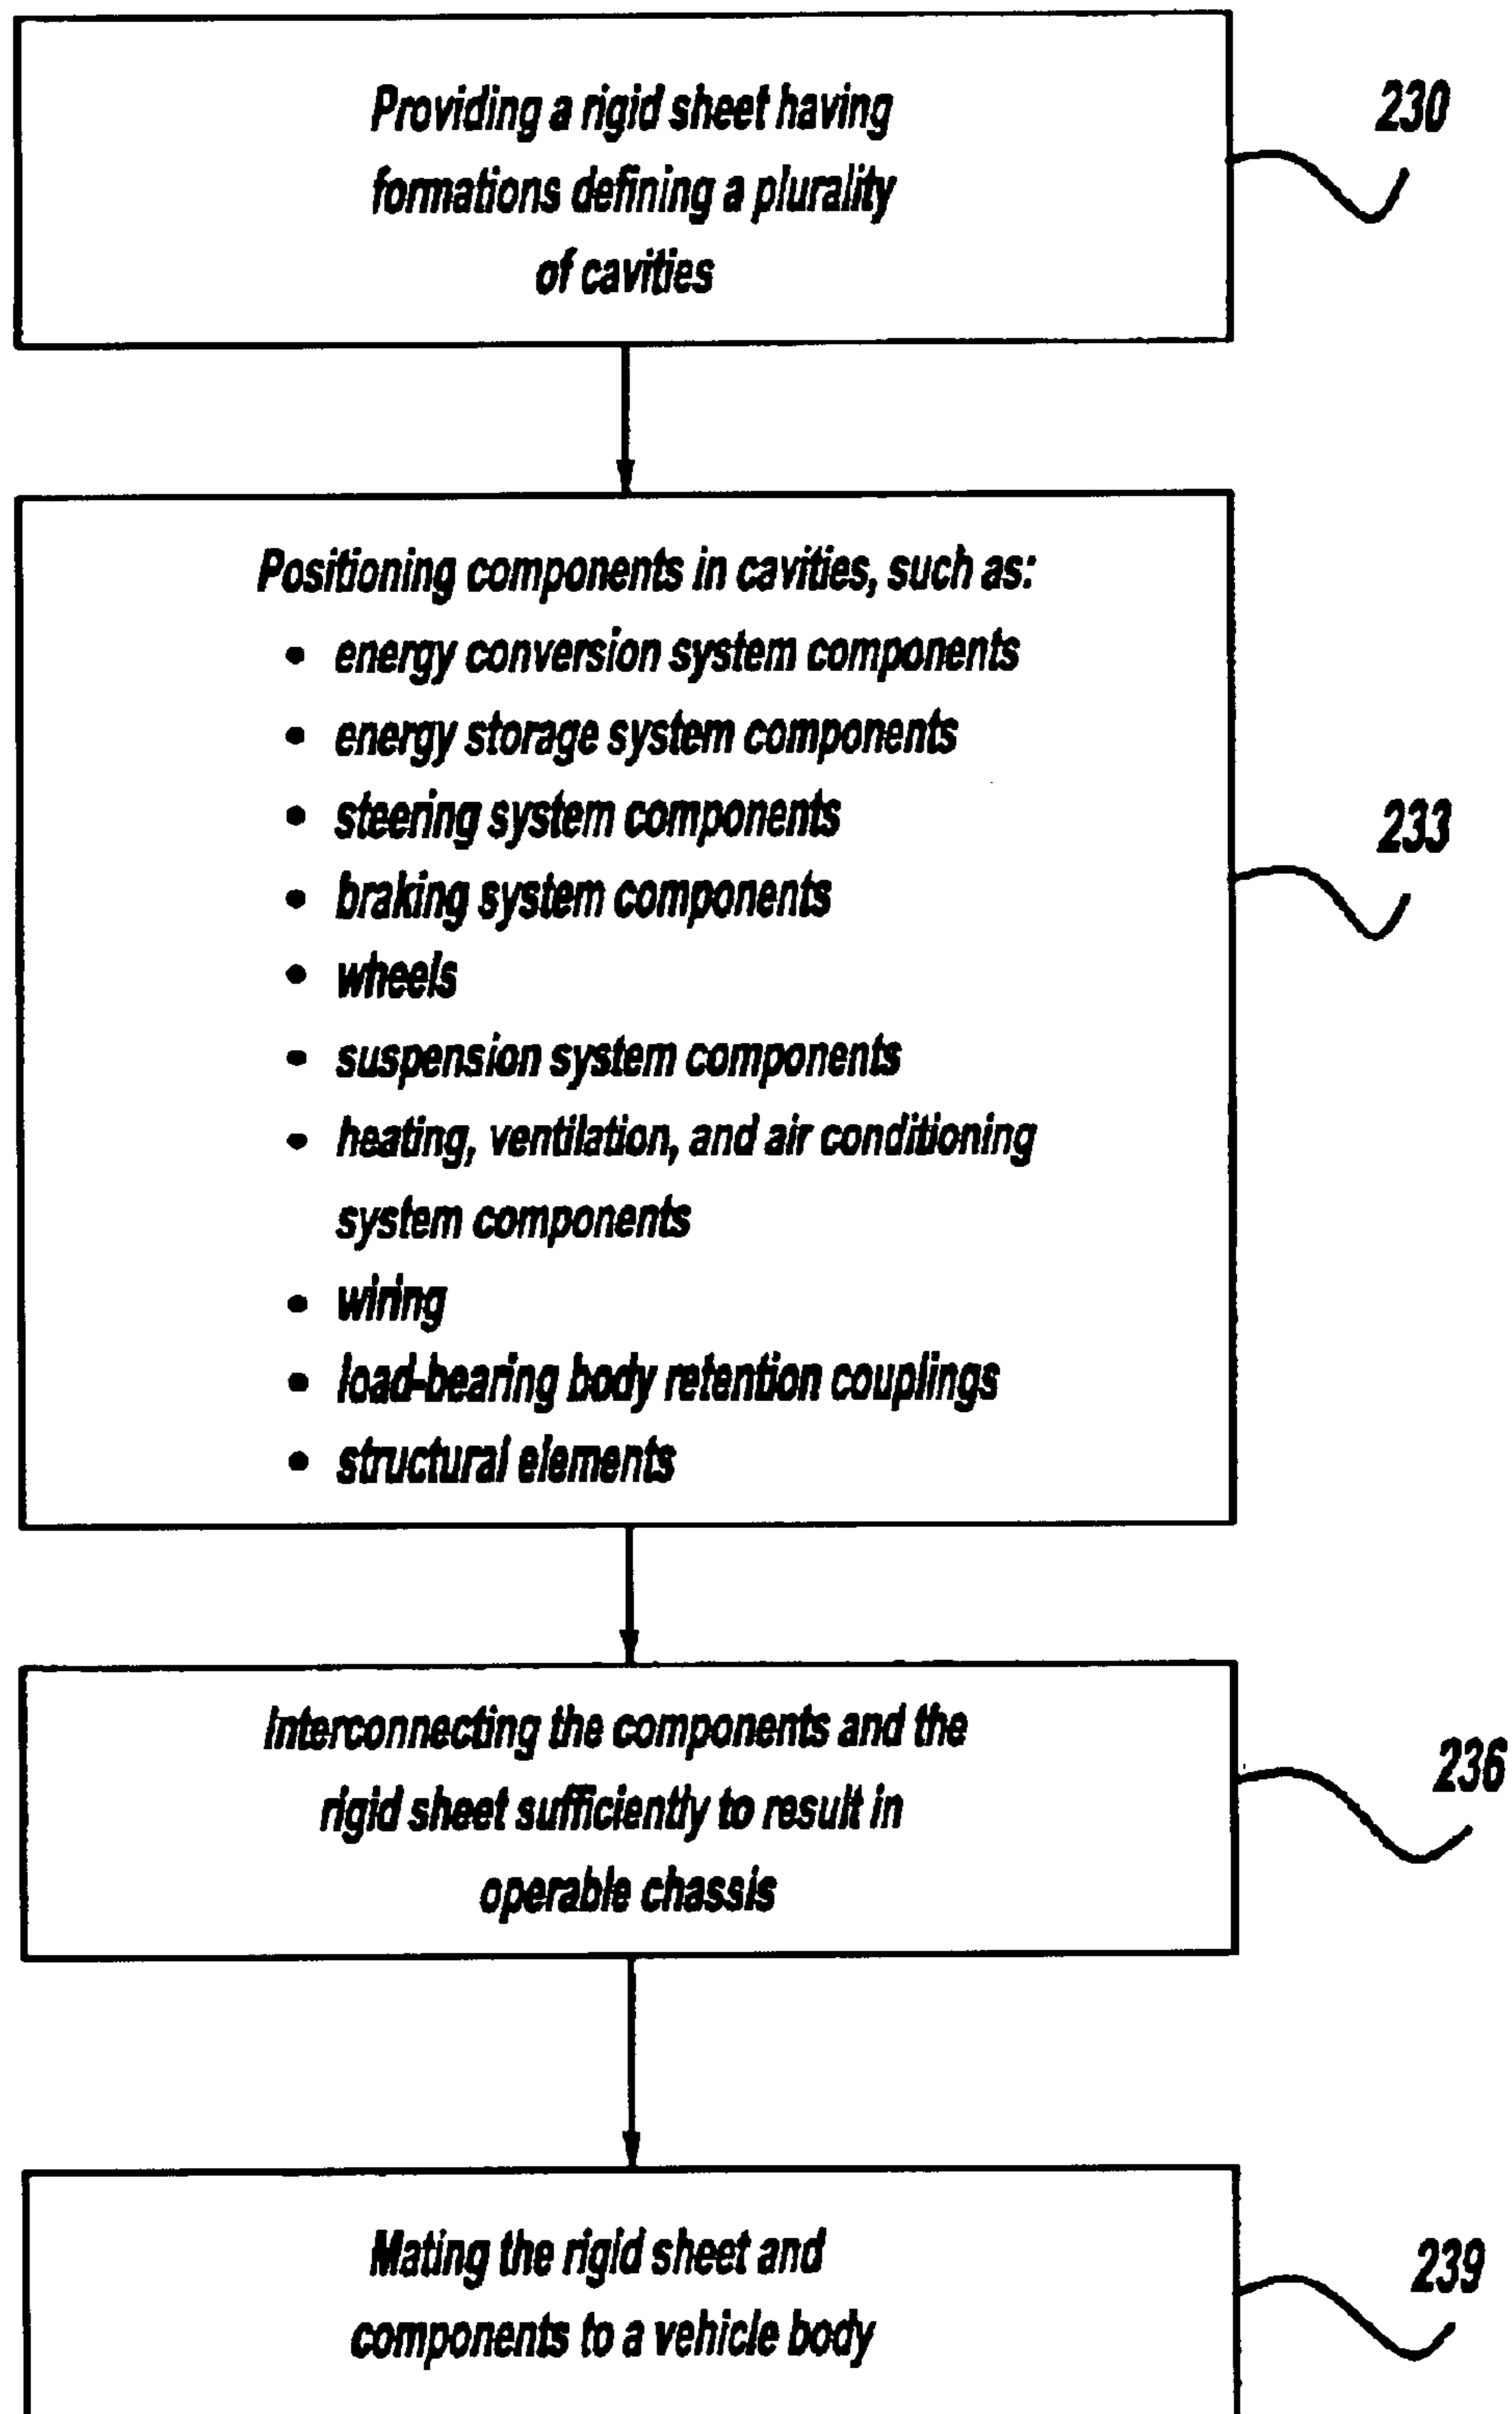 Providing a rigid sheet having
formations defining a plurality
of cavities
230
Positioning components in cavities, such as:
• energy conversion system components
• energy storage system components
• steering system components
• braking system components
• wheels
• suspension system components
• heating, ventilation, and air conditioning
system components
• wiring
• load-bearing body retention couplings
• structural elements
233
Interconnecting the components and the
rigid sheet sufficiently to result in
operable chassis
236
Mating the rigid sheet and
components to a vehicle body
239